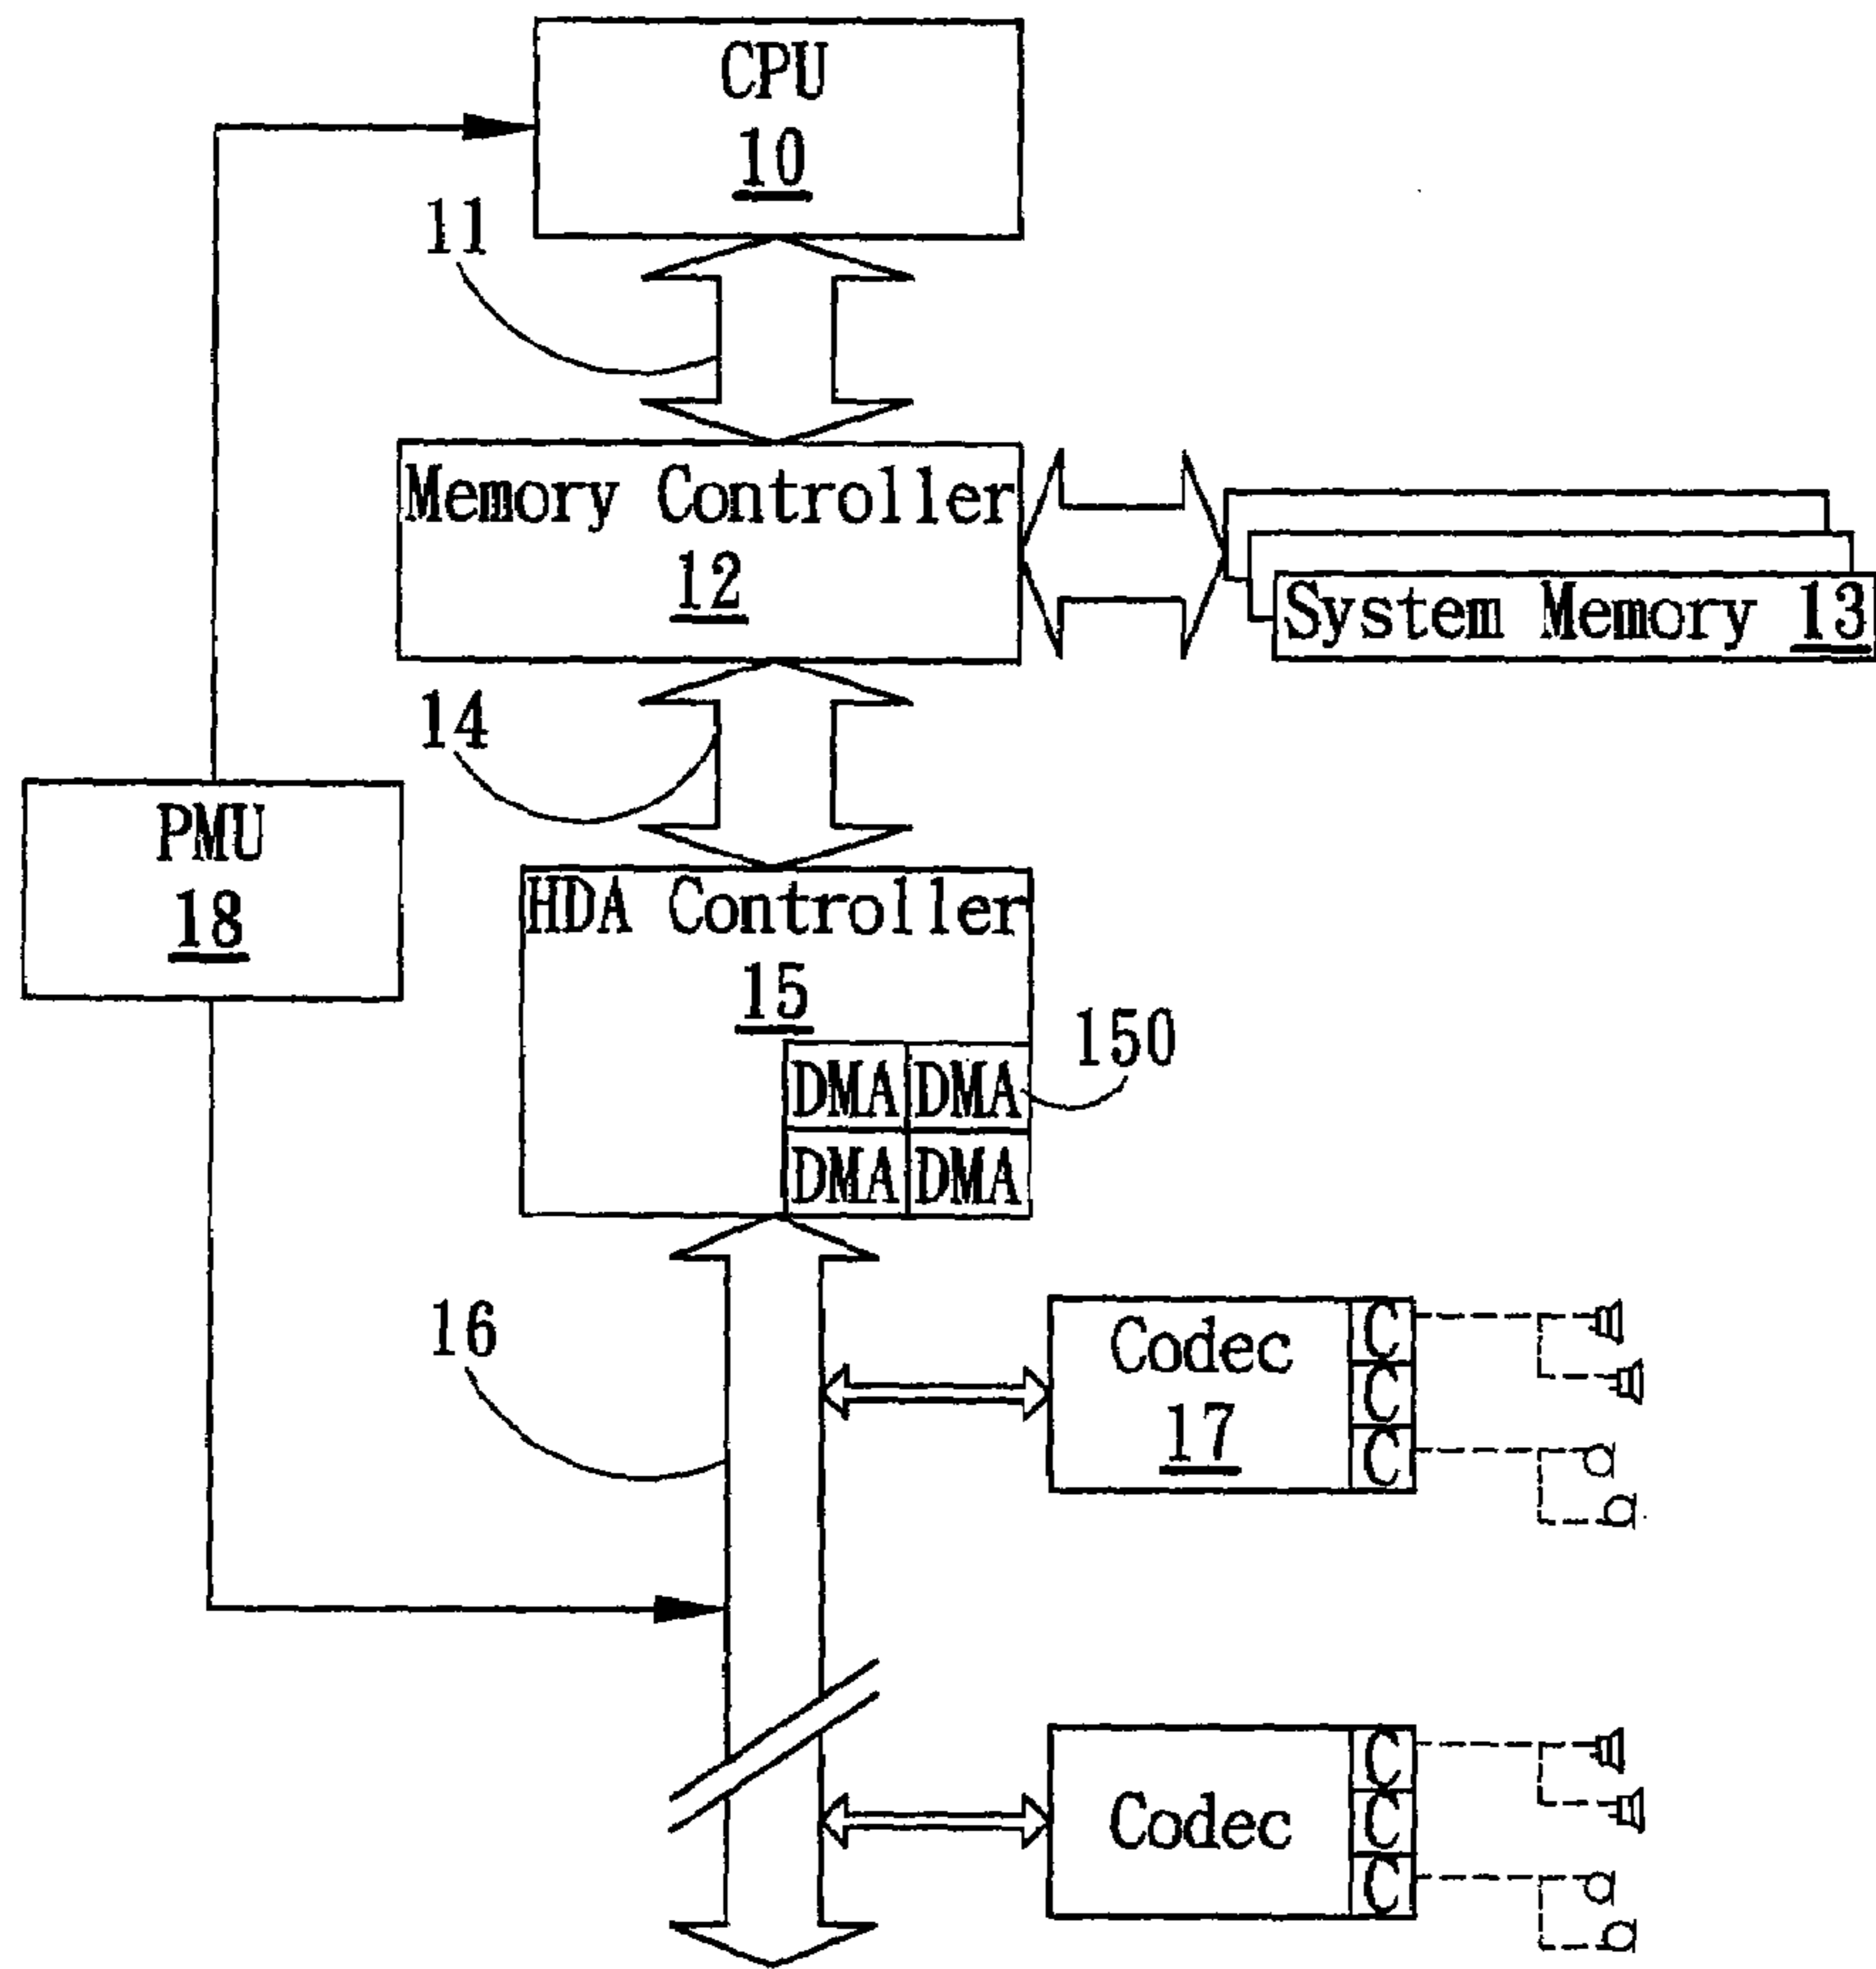 CPU
10
11
Memory Controller
12
System Memory 13
14
PMU
18
HDA Controller
15
150
DMA DMA
DMA DMA
16
Codec
17
C
C
C
Codec
C
C
C